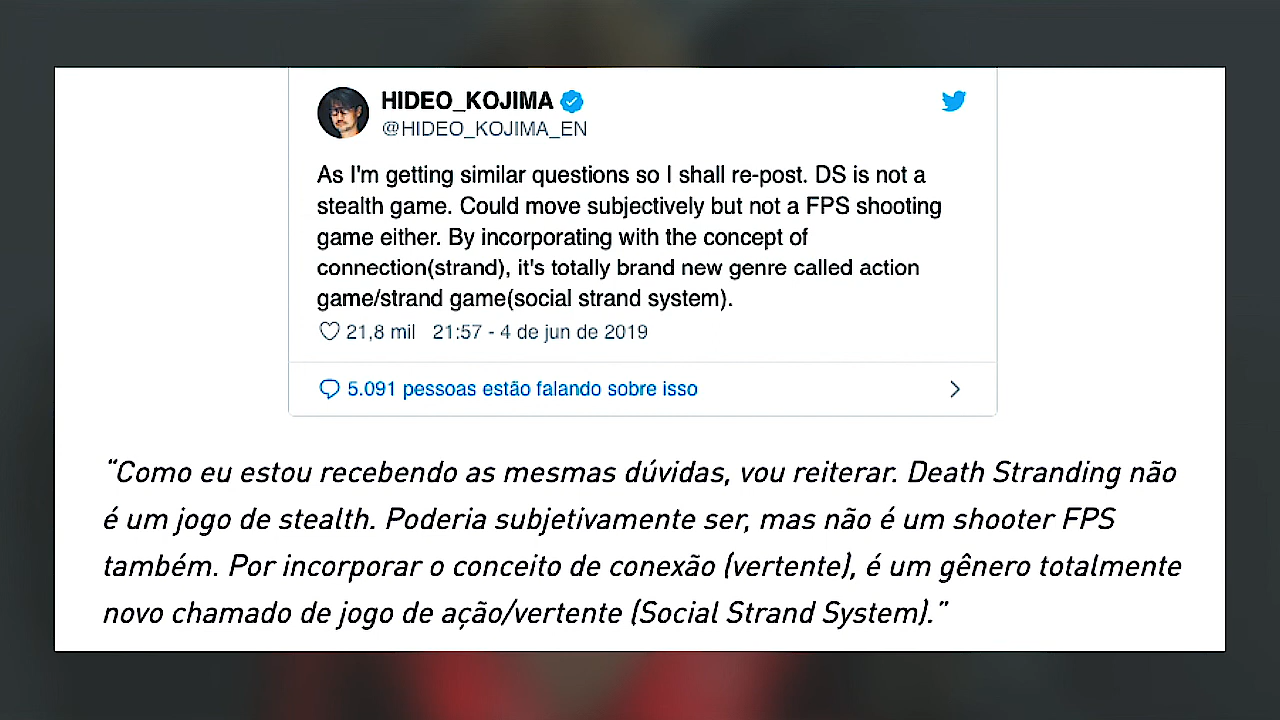 HIDEO_KOJIMA
@HIDEO_KOJIMA_EN
As I'm getting similar questions so I shall re-post. DS is not a
stealth game. Could move subjectively but not a FPS shooting
game either. By incorporating with the concept of
connection(strand), it's totally brand new genre called action
game/strand game(social strand system).
21,8 mil 21:57 - 4 de jun de 2019
5.091 pessoas estão falando sobre isso
“Como eu estou recebendo as mesmas dúvidas, vou reiterar. Death Stranding não
é um jogo de stealth. Poderia subjetivamente ser, mas não é um shooter FPS
também. Por incorporar o conceito de conexão (vertente), é um gênero totalmente
novo chamado de jogo de ação/vertente (Social Strand System).”